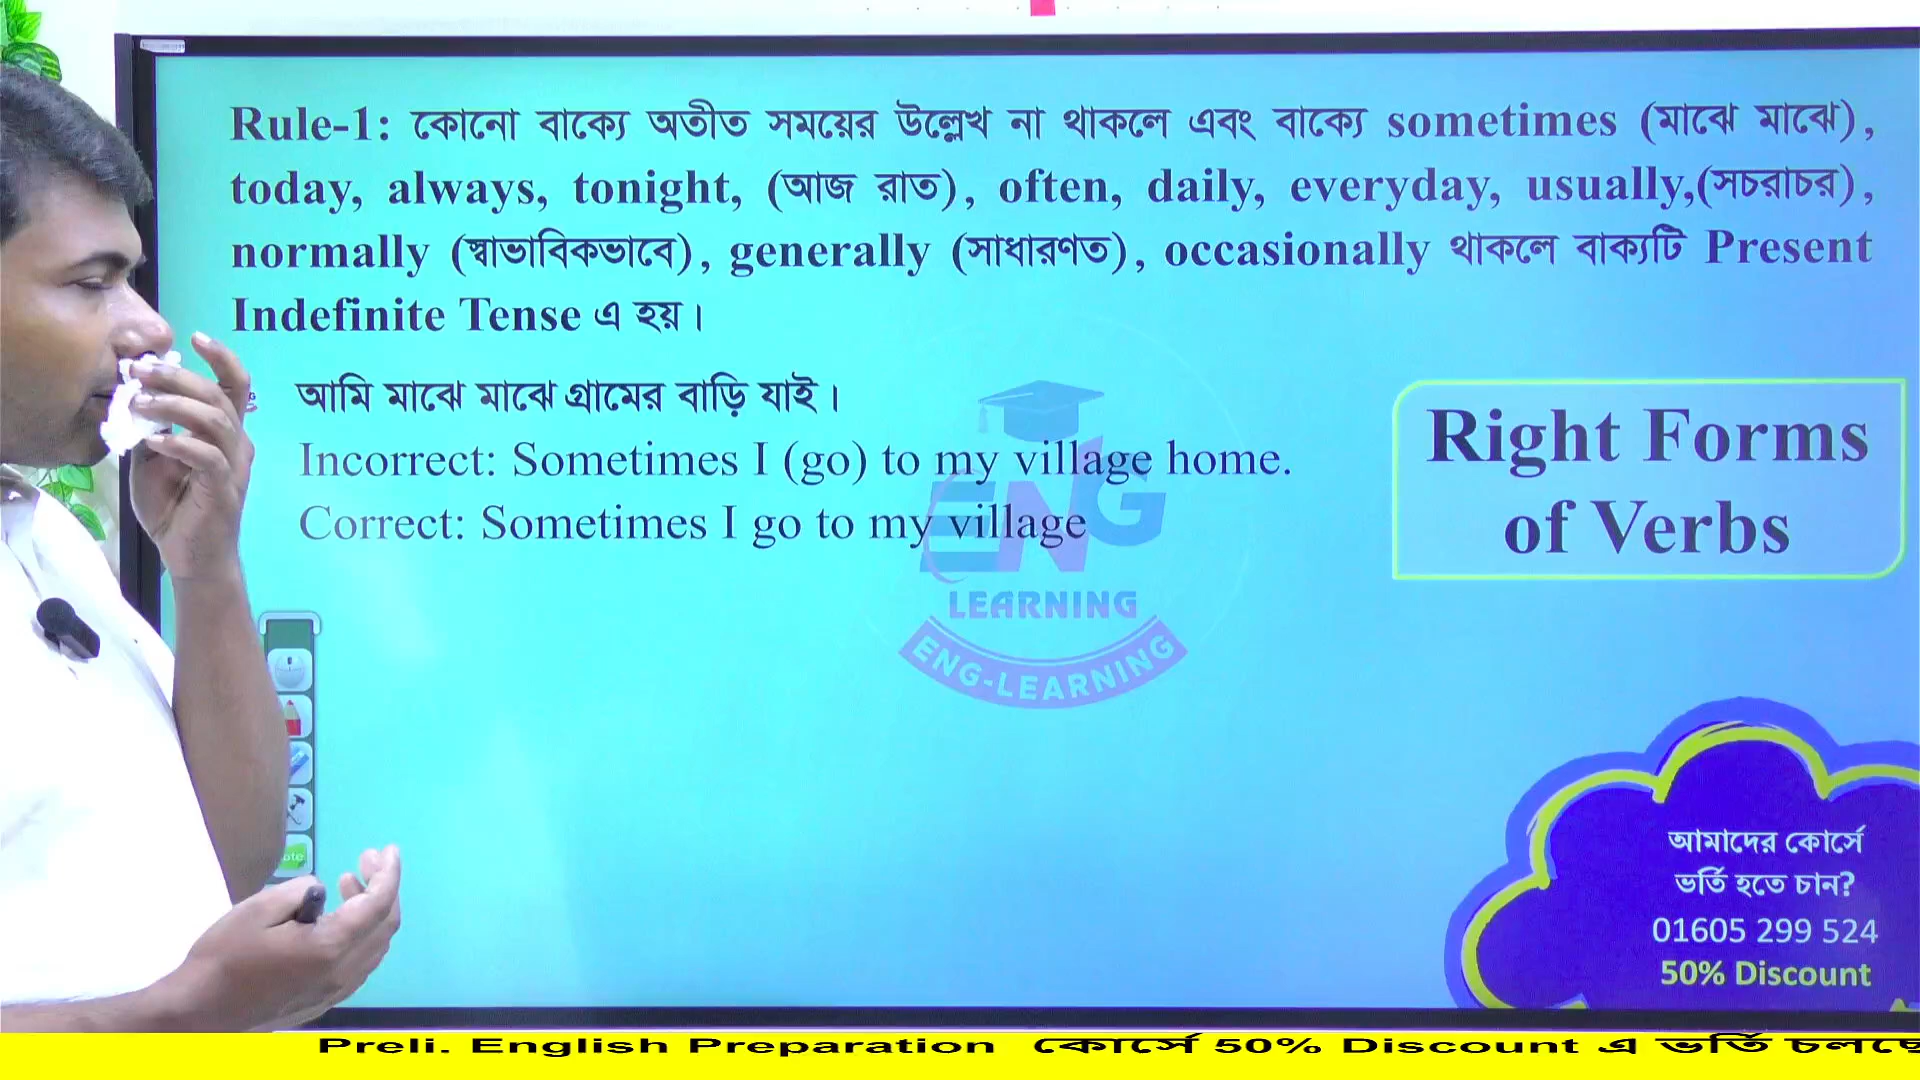 Rule-1: কোনো বাক্যে অতীত সময়ের উল্লেখ না থাকলে এবং বাক্যে sometimes (মাঝে মাঝে),
today, always, tonight, (আজ রাত), often, daily, everyday, usually,(সচরাচর),
normally (স্বাভাবিকভাবে), generally (সাধারণত), occasionally থাকলে বাক্যটি Present
Indefinite Tense এ হয়।
আমি মাঝে মাঝে গ্রামের বাড়ি যাই।
Incorrect: Sometimes I (go) to my village home.
Correct: Sometimes I go to my village
Right Forms
of Verbs
ENG
LEARNING
ENG-LEARNING
আমাদের কোর্সে
ভর্তি হতে চান?
01605 299 524
50% Discount
Preli. English Preparation কোর্সে 50% Discount এ ভর্তি চলছে